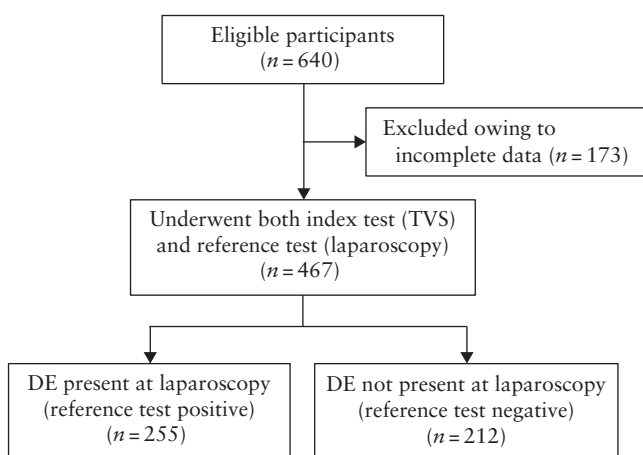 Eligible participants
(n = 640)
Excluded owing to
incomplete data (n = 173)
Underwent both index test (TVS)
and reference test (laparoscopy)
(n = 467)
DE present at laparoscopy
(reference test positive)
(n = 255)
DE not present at laparoscopy
(reference test negative)
(n = 212)